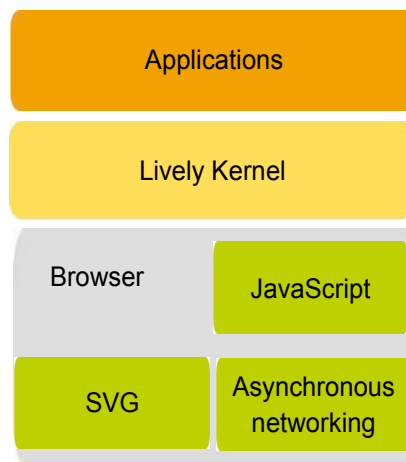 Applications
Lively Kernel
Browser
JavaScript
SVG
Asynchronous
networking